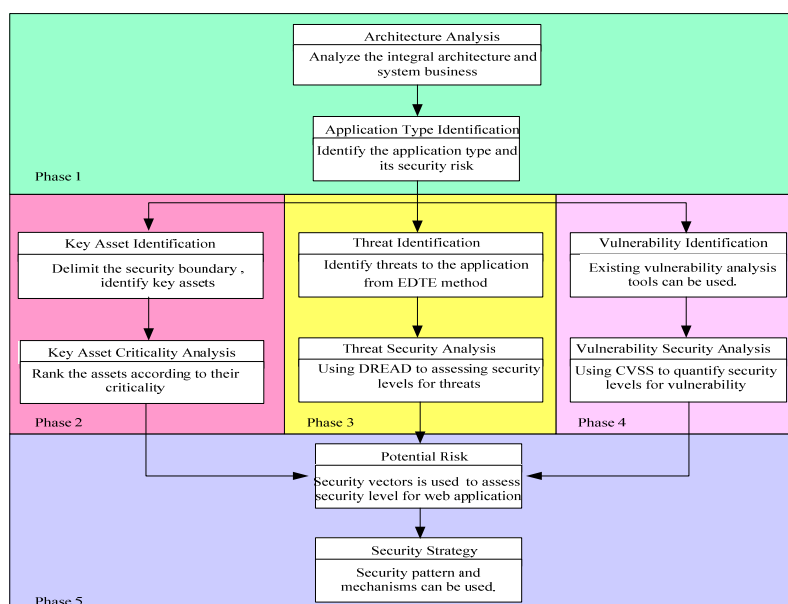 Architecture Analysis
Analyze the integral architecture and
system business
Application Type Identification
Identify the application type and
its security risk
Phase 1
Key Asset Identification
Delimit the security boundary ,
identify key assets
Key Asset Criticality Analysis
Rank the assets according to their
criticality
Phase 2
Threat Identification
Identify threats to the application
from EDTE method
Threat Security Analysis
Using DREAD to assessing security
levels for threats
Phase 3
Vulnerability Identification
Existing vulnerability analysis
tools can be used.
Vulnerability Security Analysis
Using CVSS to quantify security
levels for vulnerability
Phase 4
Potential Risk
Security vectors is used to assess
security level for web application
Security Strategy
Security pattern and
mechanisms can be used.
Phase 5